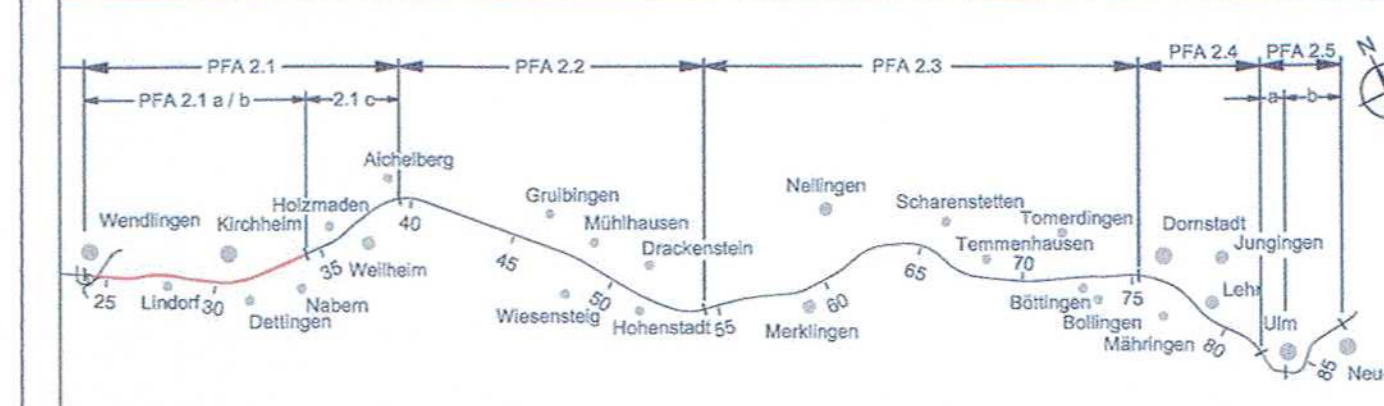 PFA 2.1 PFA 2.2 PFA 2.3 PFA 2.4 PFA 2.5
PFA 2.1 a / b 2.1 c a b
N
Aichelberg
Holzmaden
Wendlingen Kirchheim
40
35 Weilheim
25 Lindorf 30 Nabern
Dettingen
Gruibingen
Mühlhausen
Drackenstein
45
50
Wiesensteig Hohenstadt 55
Nellingen
Scharenstetten
Tomerdingen
Temmenhausen
65 70
60
Merklingen
Böttingen 75
Bollingen
Mähringen 80
Dornstadt
Jungingen
Lehr
Ulm
85
Neu